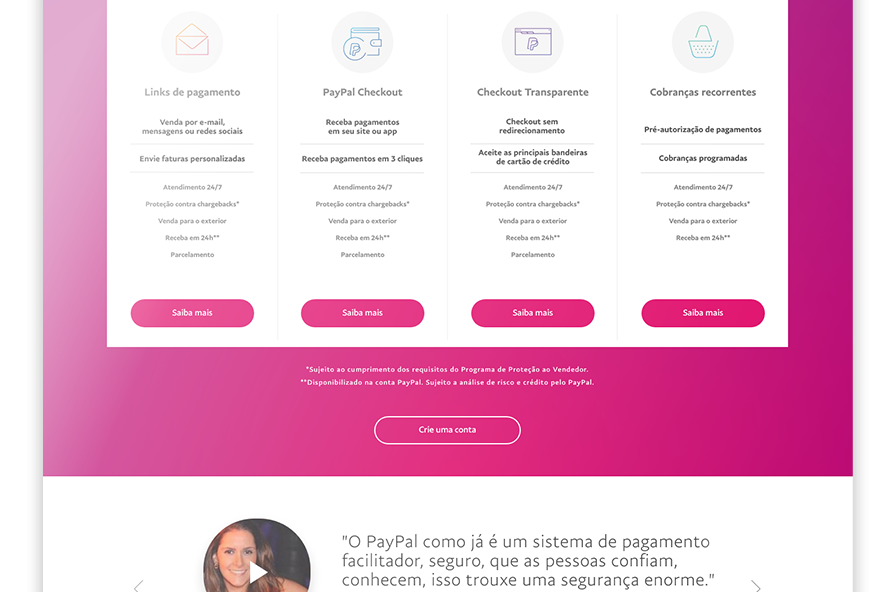 Links de pagamento
Venda por e-mail,
mensagens ou redes sociais
Envie faturas personalizadas
Atendimento 24/7
Proteção contra chargebacks*
Venda para o exterior
Receba em 24h**
Parcelamento
Saiba mais
PayPal Checkout
Receba pagamentos
em seu site ou app
Receba pagamentos em 3 cliques
Atendimento 24/7
Proteção contra chargebacks*
Venda para o exterior
Receba em 24h**
Parcelamento
Saiba mais
Checkout Transparente
Checkout sem
redirecionamento
Aceite as principais bandeiras
de cartão de crédito
Atendimento 24/7
Proteção contra chargebacks*
Venda para o exterior
Receba em 24h**
Parcelamento
Saiba mais
Cobranças recorrentes
Pré-autorização de pagamentos
Cobranças programadas
Atendimento 24/7
Proteção contra chargebacks*
Venda para o exterior
Receba em 24h**
Saiba mais
*Sujeito ao cumprimento dos requisitos do Programa de Proteção ao Vendedor.
**Disponibilizado na conta PayPal. Sujeito a análise de risco e crédito pelo PayPal.
Crie uma conta
"O PayPal como já é um sistema de pagamento
facilitador, seguro, que as pessoas confiam,
conhecem, isso trouxe uma segurança enorme."